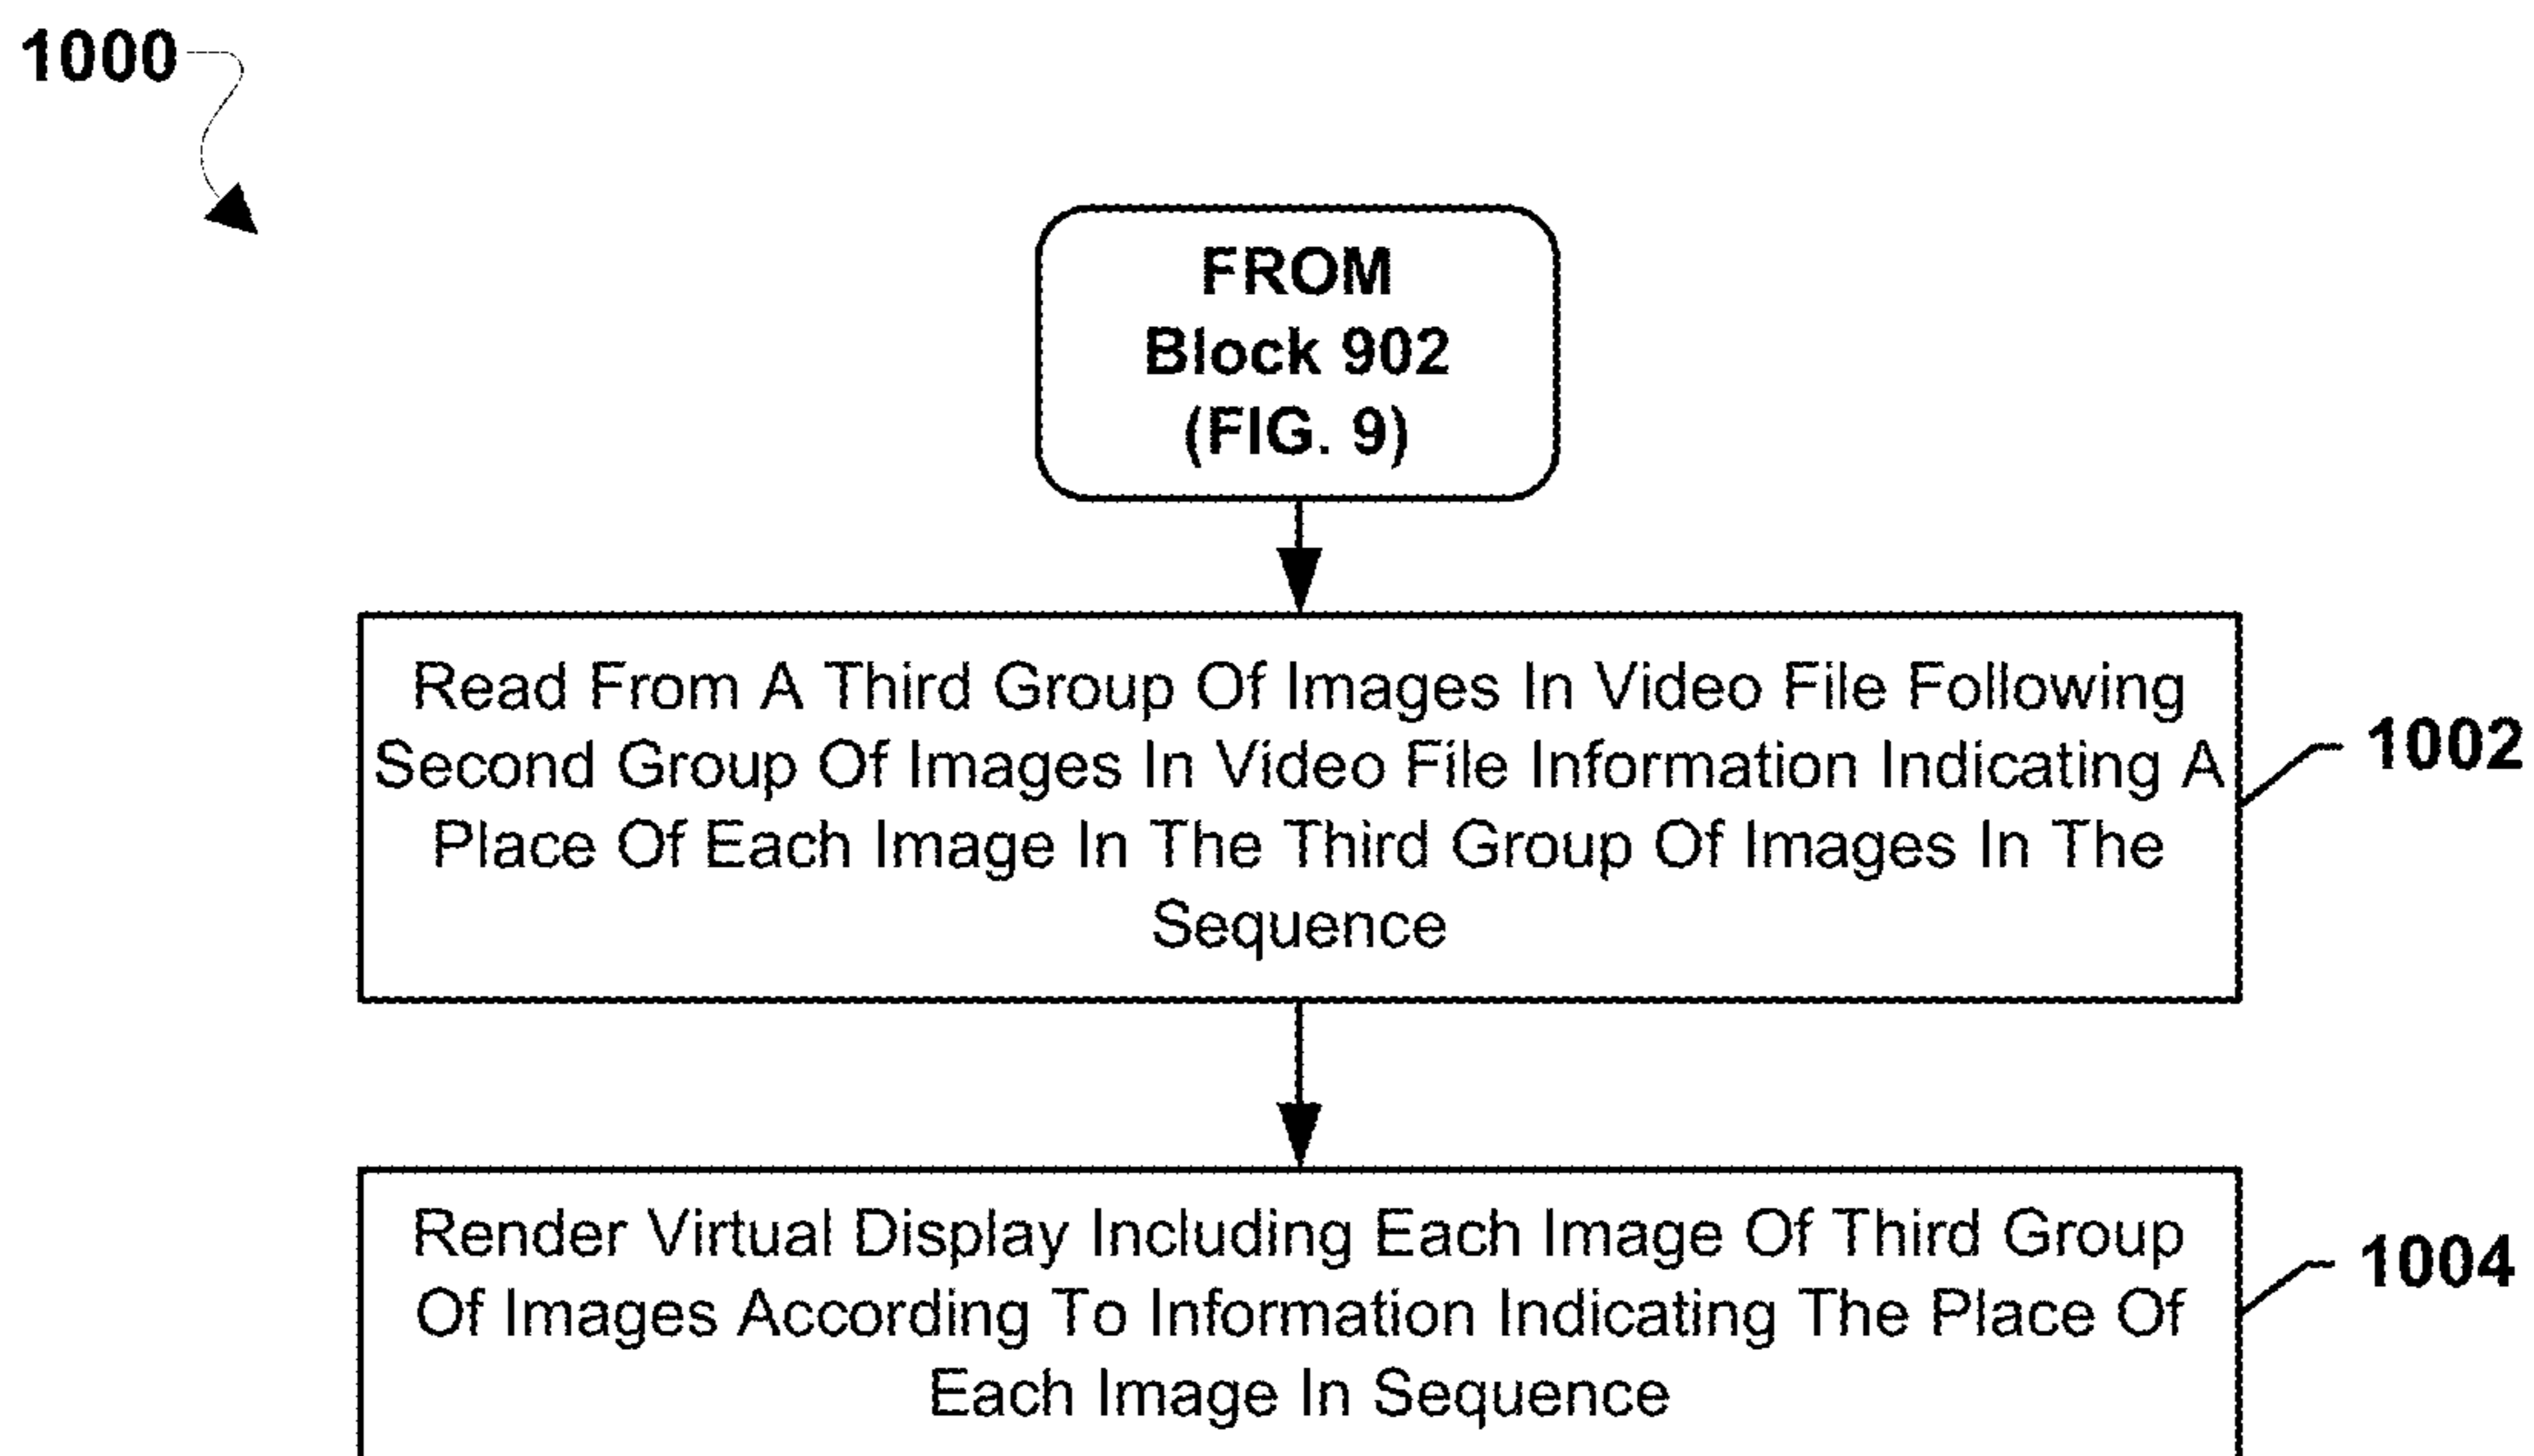 1000
FROM
Block 902
(FIG. 9)
Read From A Third Group Of Images In Video File Following
Second Group Of Images In Video File Information Indicating A
Place Of Each Image In The Third Group Of Images In The
Sequence
1002
Render Virtual Display Including Each Image Of Third Group
Of Images According To Information Indicating The Place Of
Each Image In Sequence
1004